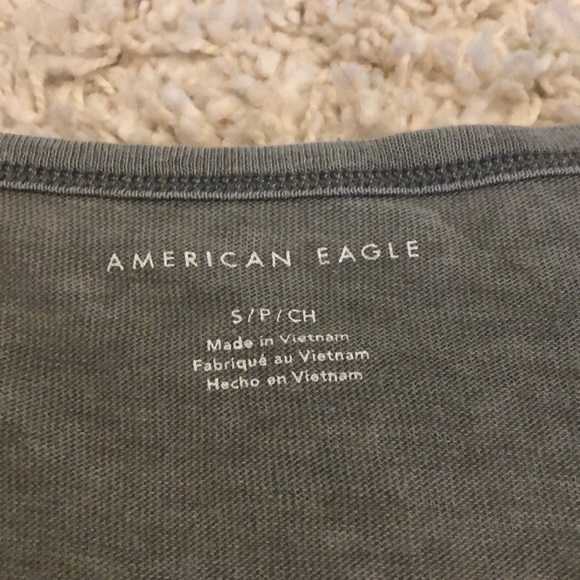 AMERICAN EAGLE
S/P/CH
Made in Vietnam
Fabriqué au Vietnam
Hecho en Vietnam